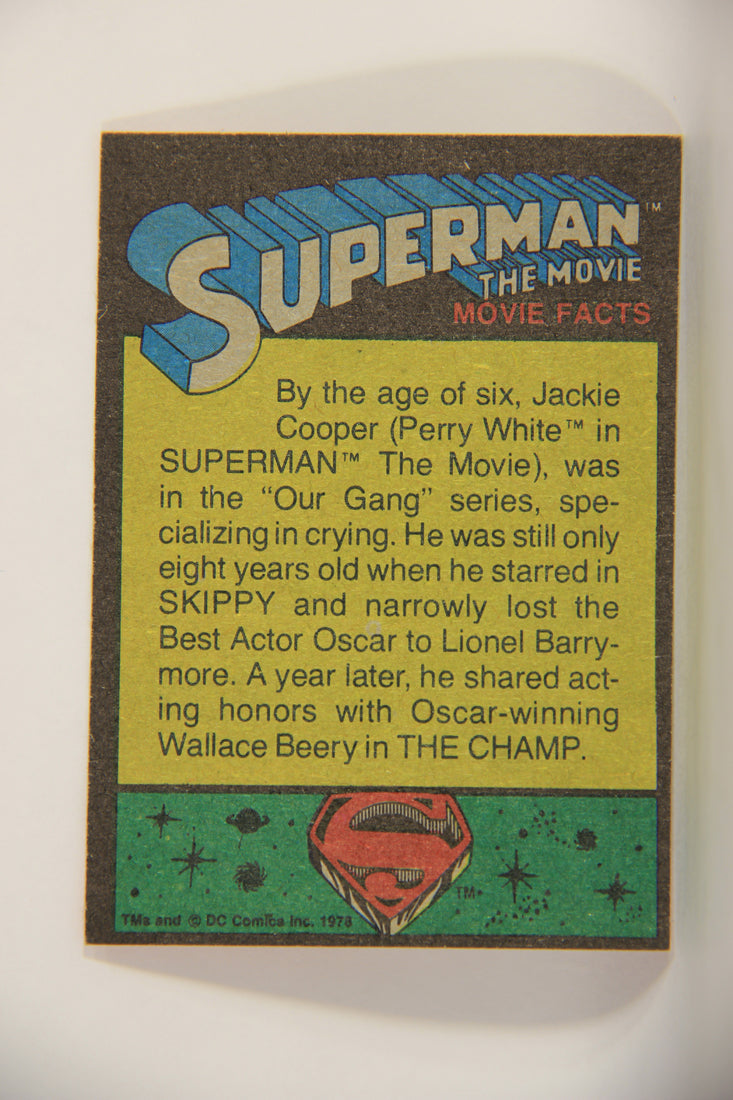 SUPERMAN™
THE MOVIE
MOVIE FACTS
By the age of six, Jackie
Cooper (Perry White™ in
SUPERMAN™ The Movie), was
in the “Our Gang” series, spe-
cializing in crying. He was still only
eight years old when he starred in
SKIPPY and narrowly lost the
Best Actor Oscar to Lionel Barry-
more. A year later, he shared act-
ing honors with Oscar-winning
Wallace Beery in THE CHAMP.
S
TM
TMs and © DC Comics Inc. 1978